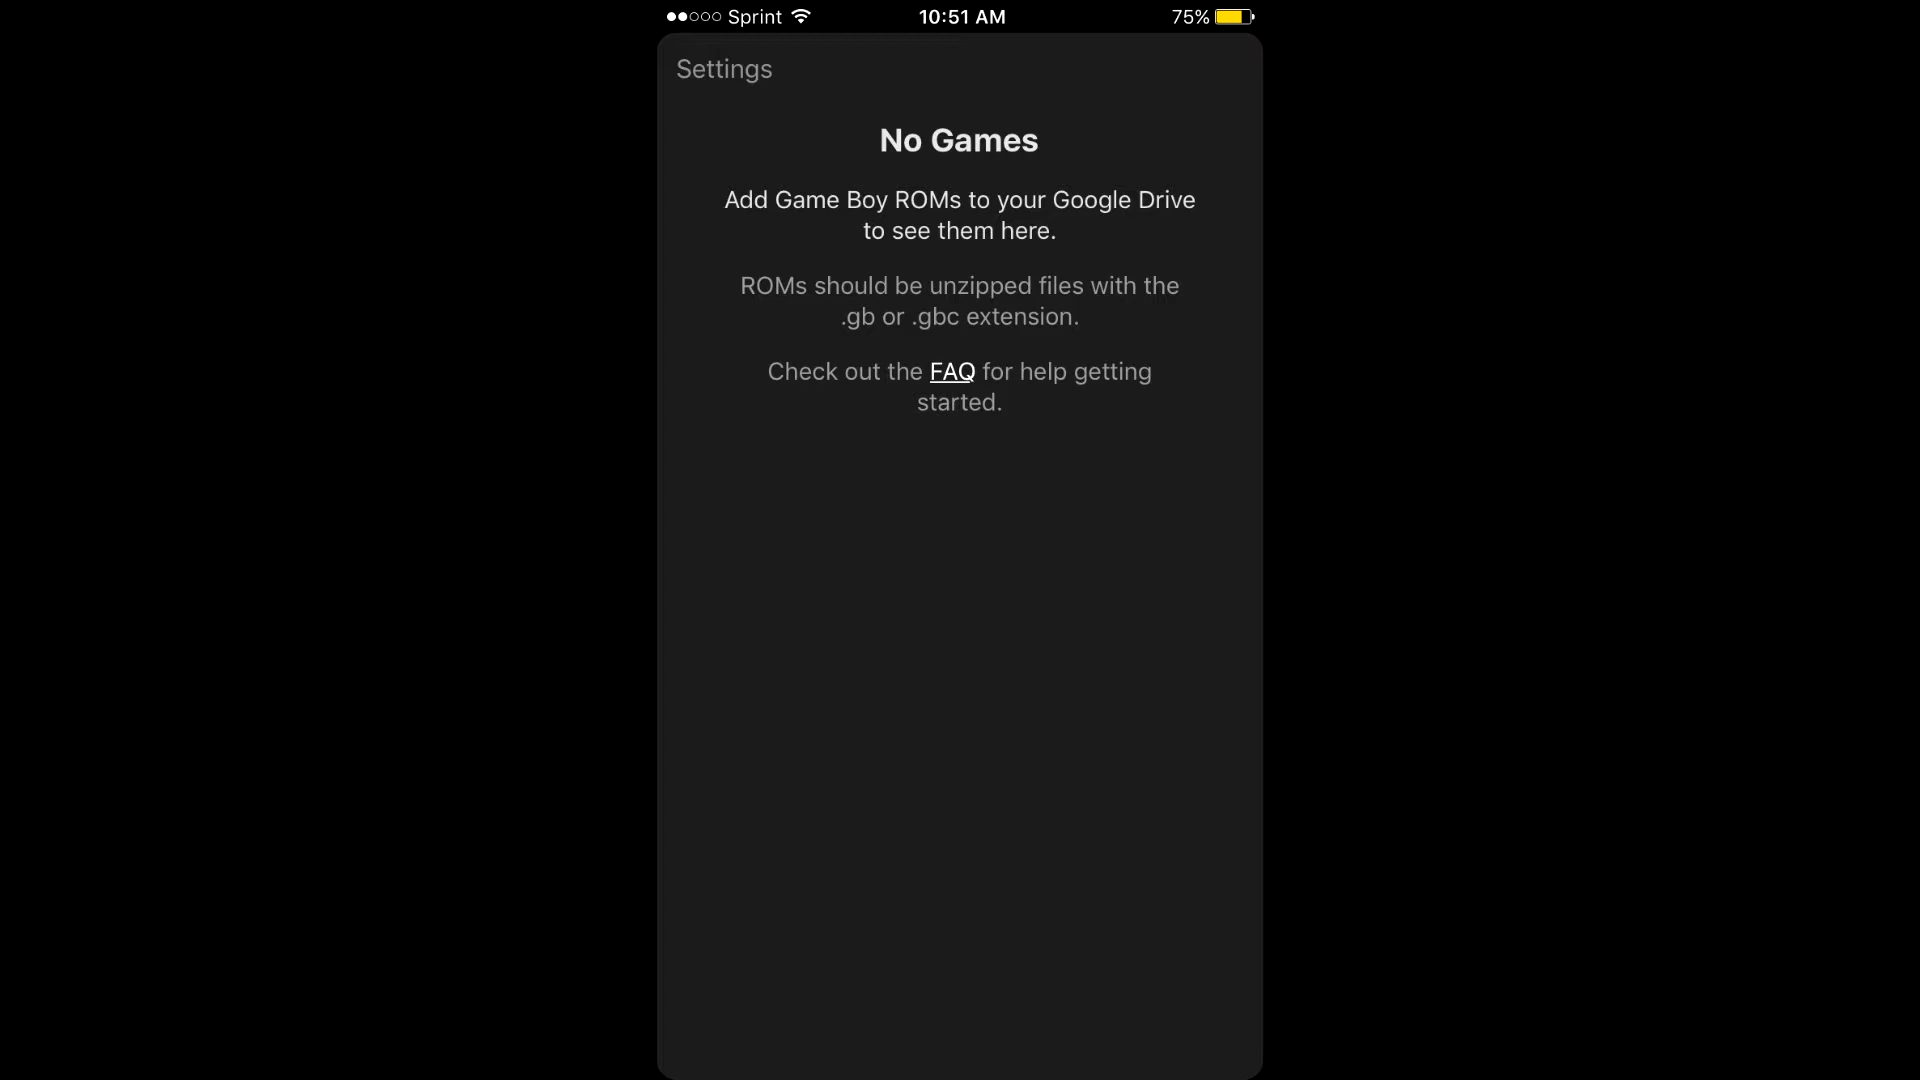 Sprint 10:51 AM 75%
Settings
No Games
Add Game Boy ROMs to your Google Drive
to see them here.
ROMs should be unzipped files with the
.gb or .gbc extension.
Check out the FAQ for help getting
started.